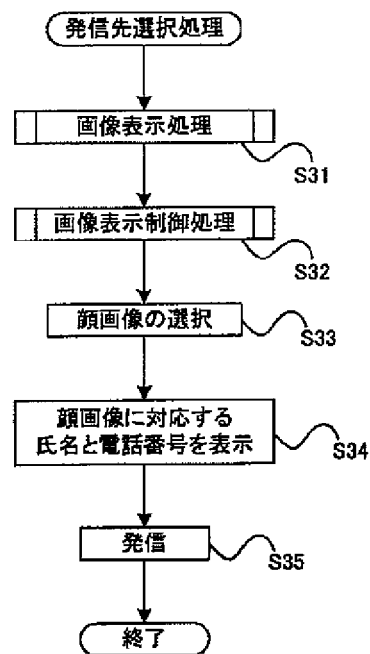 発信先選択処理
画像表示処理
S31
画像表示制御処理
S32
顔画像の選択
S33
顔画像に対応する
氏名と電話番号を表示
S34
発信
S35
終了